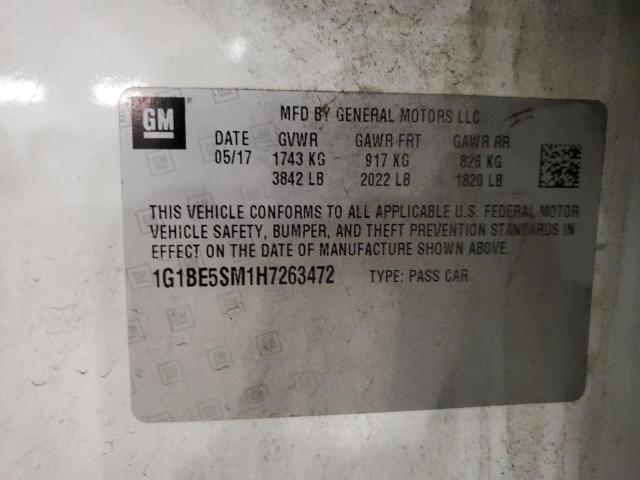 GM
MFD BY GENERAL MOTORS LLC
DATE GVWR GAWR FRT GAWR RR
05/17 1743 KG 917 KG 826 KG
3842 LB 2022 LB 1820 LB
THIS VEHICLE CONFORMS TO ALL APPLICABLE U.S. FEDERAL MOTOR
VEHICLE SAFETY, BUMPER, AND THEFT PREVENTION STANDARDS IN
EFFECT ON THE DATE OF MANUFACTURE SHOWN ABOVE.
1G1BE5SM1H7263472 TYPE: PASS CAR